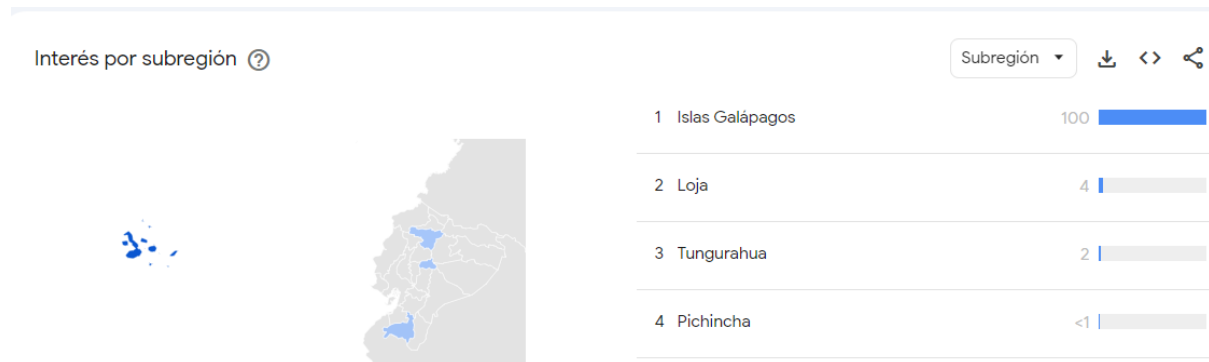 Interés por subregión
Subregión
1 Islas Galápagos 100
2 Loja 4
3 Tungurahua 2
4 Pichincha <1